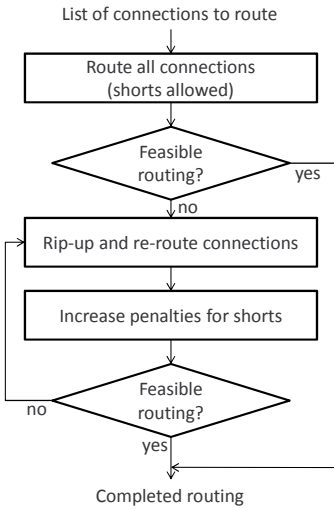 List of connections to route
Route all connections
(shorts allowed)
Feasible
routing?
yes
no
Rip-up and re-route connections
Increase penalties for shorts
Feasible
routing?
no
yes
Completed routing